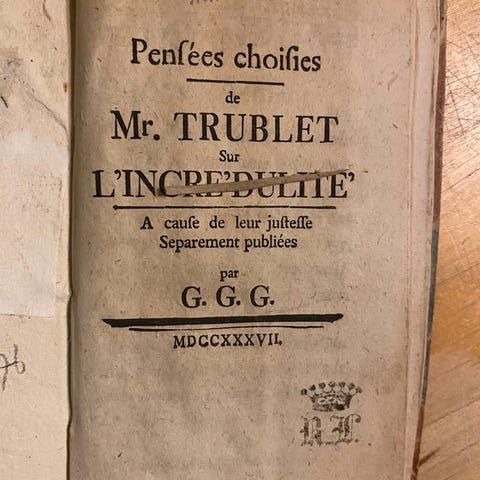 Penſées choiſies
de
Mr. TRUBLET
Sur
L'INCRE'DULITE'
A cauſe de leur juſteſſe
Separement publiées
par
G. G. G.
MDCCXXXVII.